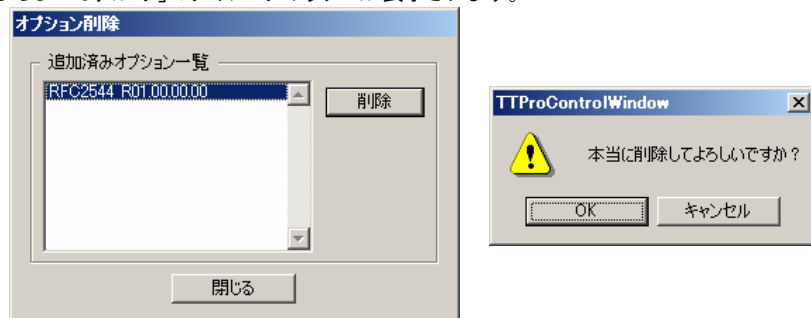 オプション削除
追加済みオプション一覧
RFC2544 R01.00.00.00
削除
閉じる
TTProControlWindow
本当に削除してよろしいですか？
OK
キャンセル